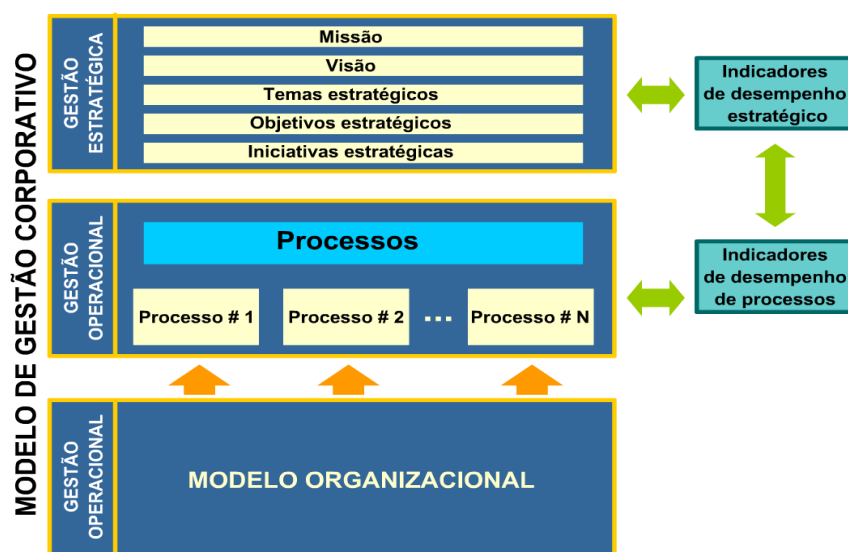 MODELO DE GESTÃO CORPORATIVO
GESTÃO
ESTRATÉGICA
Missão
Visão
Temas estratégicos
Objetivos estratégicos
Iniciativas estratégicas
Indicadores
de desempenho
estratégico
GESTÃO
OPERACIONAL
Processos
Processo # 1
Processo # 2
...
Processo # N
Indicadores
de desempenho
de processos
GESTÃO
OPERACIONAL
MODELO ORGANIZACIONAL